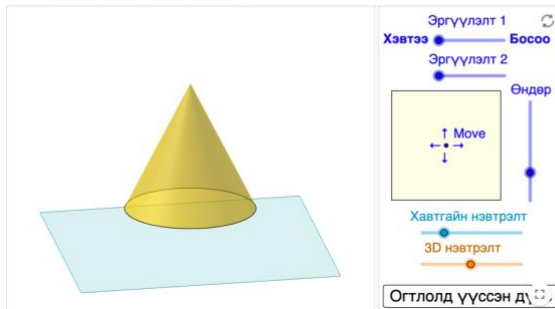 Эргүүлэлт 1
Хэвтээ Босоо
Эргүүлэлт 2
Өндөр
Move
Хавтгайн нэвтрэлт
3D нэвтрэлт
Огтлолд үүссэн